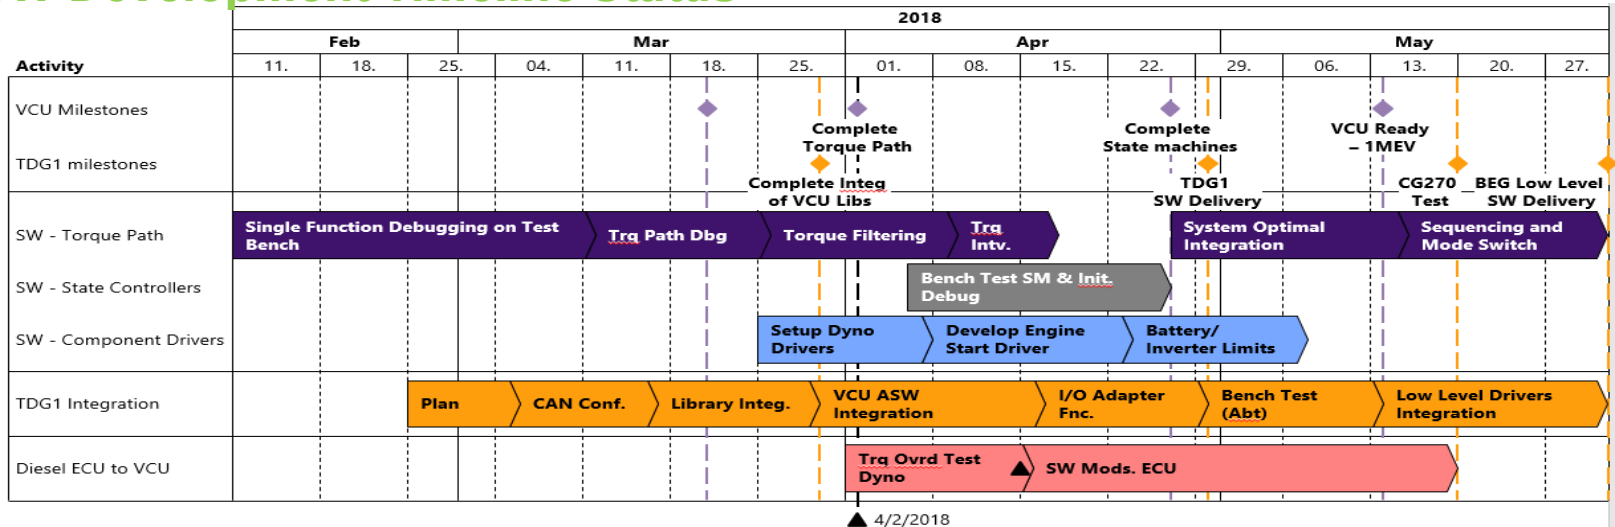 Development Timeline Status
2018
Feb Mar Apr May
Activity 11. 18. 25. 04. 11. 18. 25. 01. 08. 15. 22. 29. 06. 13. 20. 27.
VCU Milestones
Complete
Torque Path
Complete
State machines
VCU Ready
– 1MEV
TDG1 milestones
Complete Integ
of VCU Libs
TDG1
SW Delivery
CG270
Test
BEG Low Level
SW Delivery
SW - Torque Path
Single Function Debugging on Test
Bench
Trq Path Dbg
Torque Filtering
Trq
Intv.
System Optimal
Integration
Sequencing and
Mode Switch
SW - State Controllers
Bench Test SM & Init.
Debug
SW - Component Drivers
Setup Dyno
Drivers
Develop Engine
Start Driver
Battery/
Inverter Limits
TDG1 Integration
Plan
CAN Conf.
Library Integ.
VCU ASW
Integration
I/O Adapter
Fnc.
Bench Test
(Abt)
Low Level Drivers
Integration
Diesel ECU to VCU
Trq Ovrd Test
Dyno
SW Mods. ECU
4/2/2018